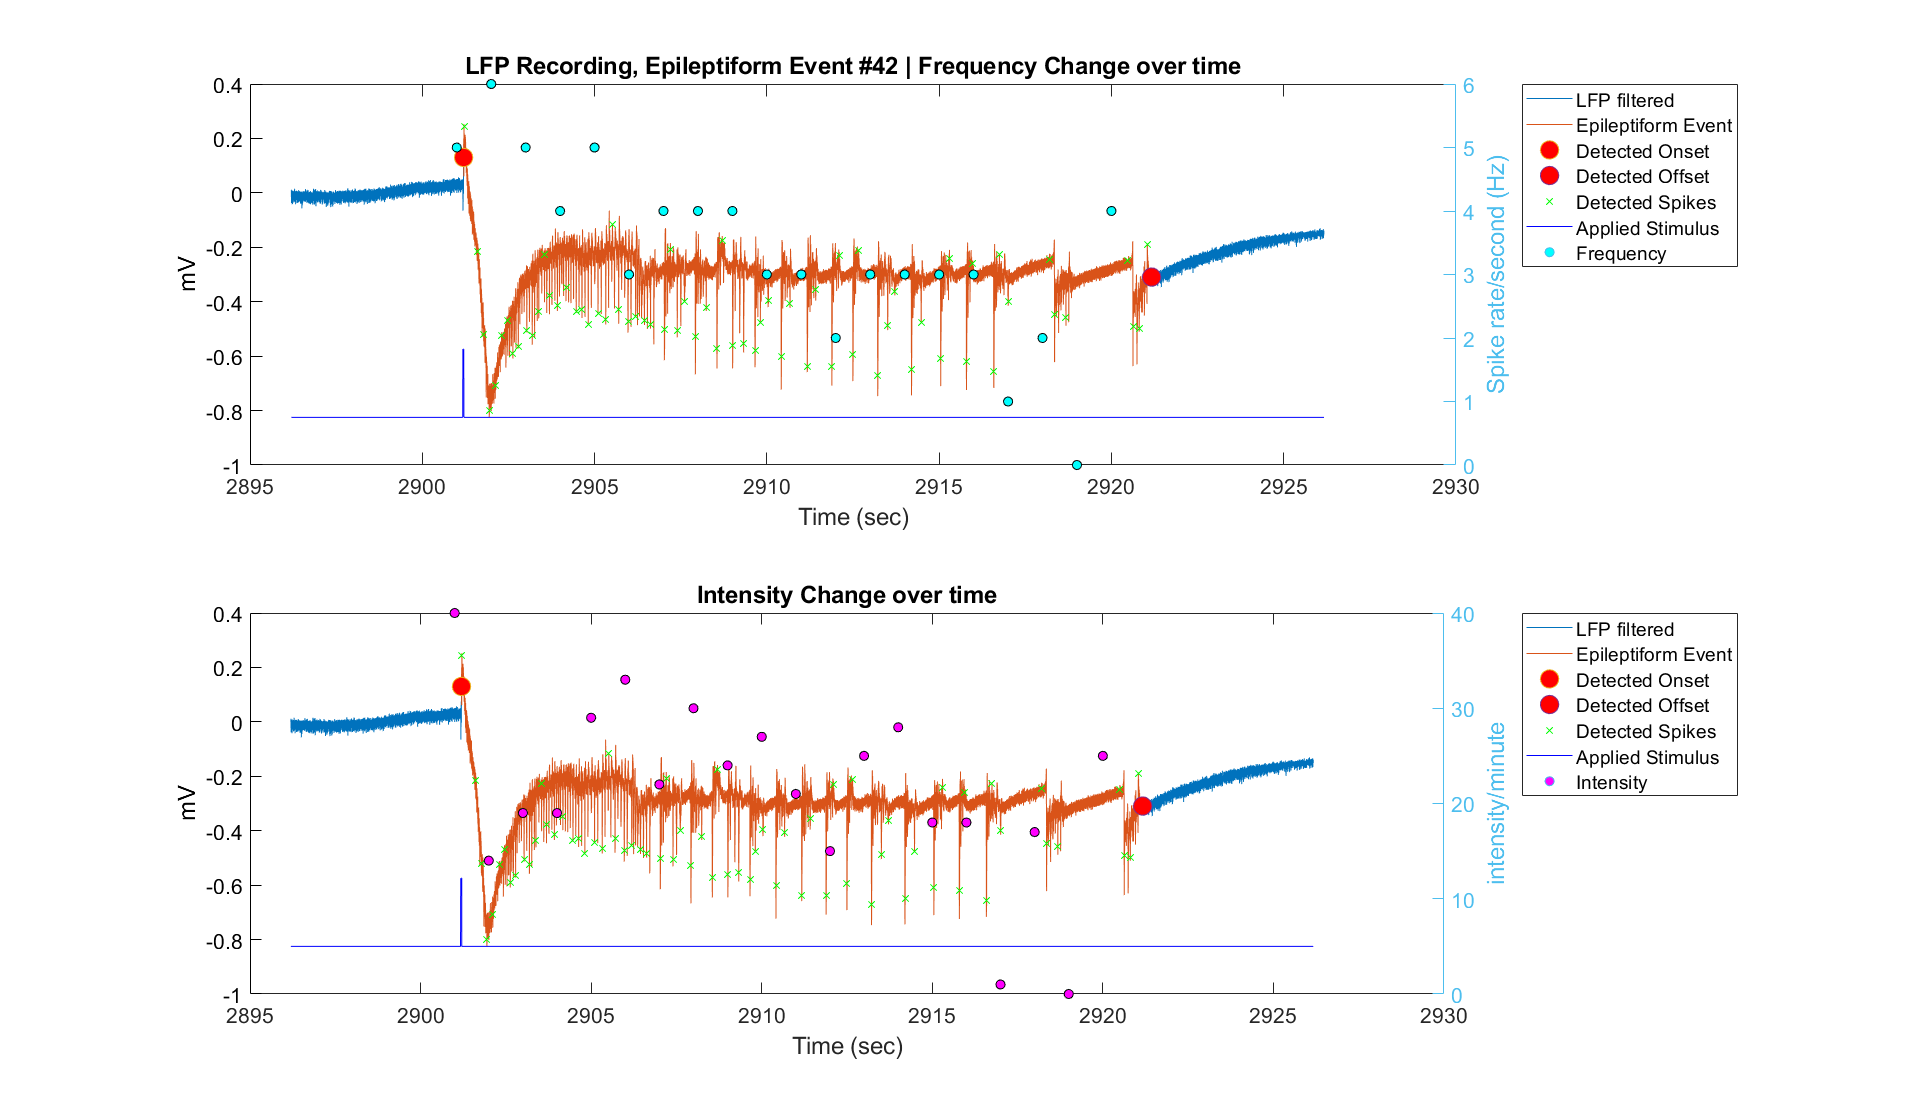 LFP Recording, Epileptiform Event #42 | Frequency Change over time
0.4
0.2
0
-0.2
-0.4
-0.6
-0.8
-1
mV
6
5
4
3
2
1
0
Spike rate/second (Hz)
2895 2900 2905 2910 2915 2920 2925 2930
Time (sec)
LFP filtered
Epileptiform Event
Detected Onset
Detected Offset
Detected Spikes
Applied Stimulus
Frequency
Intensity Change over time
0.4
0.2
0
-0.2
-0.4
-0.6
-0.8
-1
mV
40
30
20
10
0
intensity/minute
2895 2900 2905 2910 2915 2920 2925 2930
Time (sec)
LFP filtered
Epileptiform Event
Detected Onset
Detected Offset
Detected Spikes
Applied Stimulus
Intensity